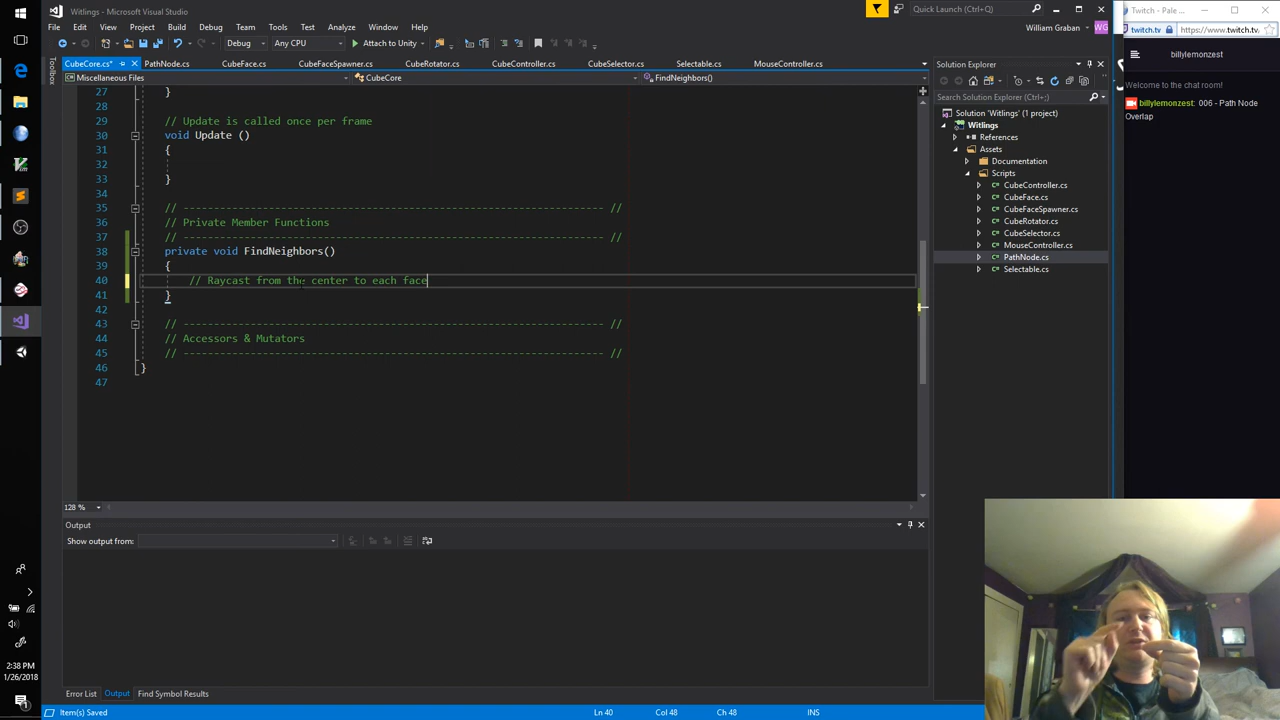 Witlings - Microsoft Visual Studio
Quick Launch (Ctrl+Q)
Twitch - Pale ...
File Edit View Project Build Debug Team Tools Test Analyze Window Help
William Graban WG
twitch.tv https://www.twitch.tv.
Debug Any CPU Attach to Unity
billylemonzest
CubeCore.cs* PathNode.cs CubeFace.cs CubeFaceSpawner.cs CubeRotator.cs CubeController.cs CubeSelector.cs Selectable.cs MouseController.cs
Toolbox
Miscellaneous Files CubeCore FindNeighbors()
27 }
28
29 // Update is called once per frame
30 void Update ()
31 {
32
33 }
34
35 // ---------------------------------------------------------------------- //
36 // Private Member Functions
37 // ---------------------------------------------------------------------- //
38 private void FindNeighbors()
39 {
40 // Raycast from the center to each face
41 }
42
43 // ---------------------------------------------------------------------- //
44 // Accessors & Mutators
45 // ---------------------------------------------------------------------- //
46 }
47
128 %
Solution Explorer
Search Solution Explorer (Ctrl+;)
Solution 'Witlings' (1 project)
Witlings
References
Assets
Documentation
Scripts
CubeController.cs
CubeFace.cs
CubeFaceSpawner.cs
CubeRotator.cs
CubeSelector.cs
MouseController.cs
PathNode.cs
Selectable.cs
Welcome to the chat room!
billylemonzest: 006 - Path Node
Overlap
Output
Show output from:
Error List Output Find Symbol Results
Item(s) Saved Ln 40 Col 48 Ch 48 INS
2:38 PM
1/26/2018